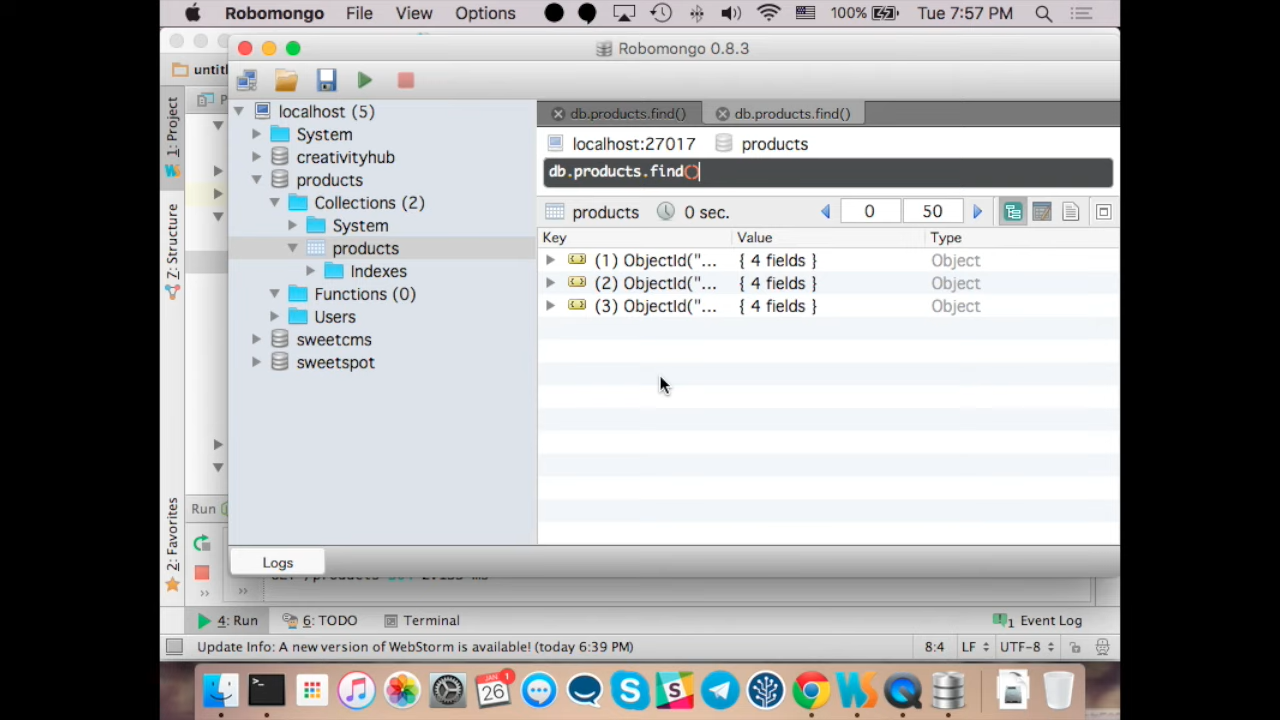 Robomongo File View Options 100% Tue 7:57 PM
Robomongo 0.8.3
1: Project
localhost (5)
System
creativityhub
products
Collections (2)
System
products
Indexes
Functions (0)
Users
sweetcms
sweetspot
db.products.find() db.products.find()
localhost:27017 products
db.products.find()
products 0 sec. 0 50
Key Value Type
(1) ObjectId("... { 4 fields } Object
(2) ObjectId("... { 4 fields } Object
(3) ObjectId("... { 4 fields } Object
7: Structure
2: Favorites
Run
Logs
4: Run 6: TODO Terminal 1 Event Log
Update Info: A new version of WebStorm is available! (today 6:39 PM) 8:4 LF UTF-8
JAN 26 1